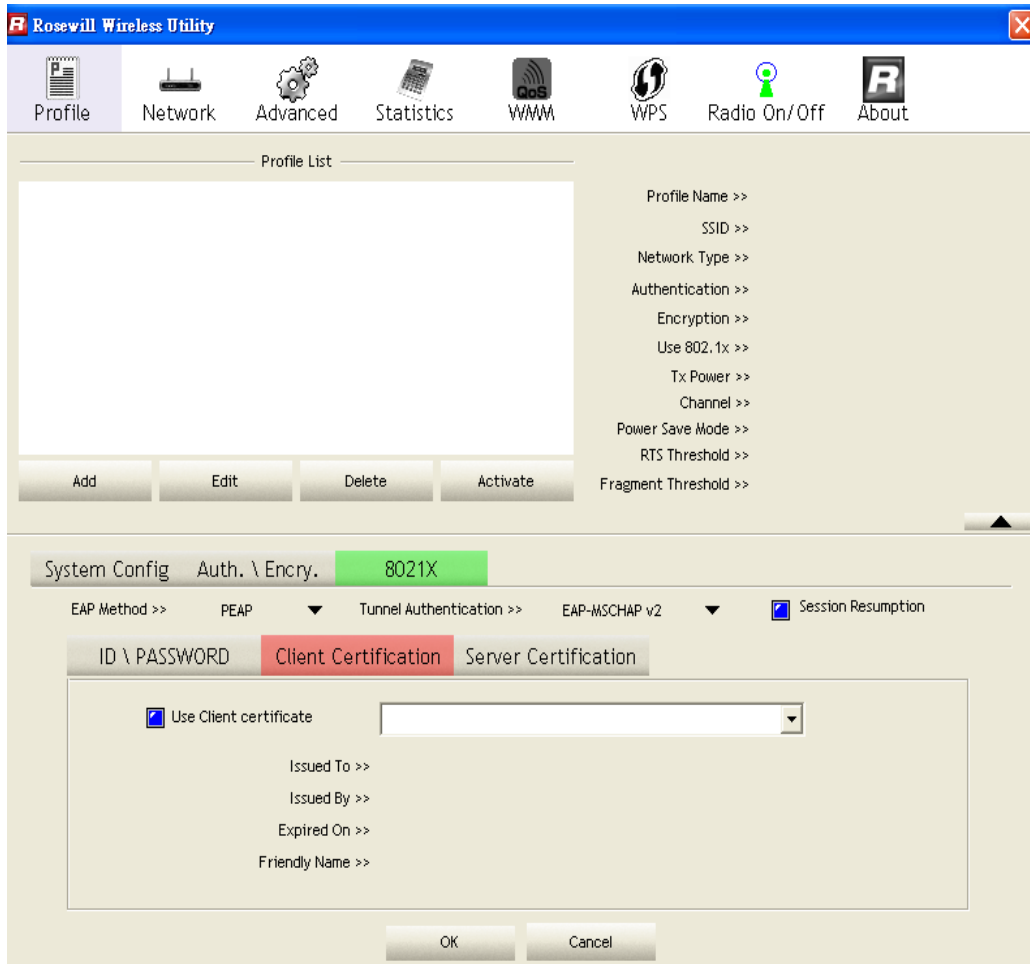 R Rosewill Wireless Utility
Profile Network Advanced Statistics QoS WMM WPS Radio On/Off R About
Profile List
Profile Name >>
SSID >>
Network Type >>
Authentication >>
Encryption >>
Use 802.1x >>
Tx Power >>
Channel >>
Power Save Mode >>
RTS Threshold >>
Fragment Threshold >>
Add Edit Delete Activate
System Config Auth. \ Encry. 8021X
EAP Method >> PEAP Tunnel Authentication >> EAP-MSCHAP v2 Session Resumption
ID \ PASSWORD Client Certification Server Certification
Use Client certificate
Issued To >>
Issued By >>
Expired On >>
Friendly Name >>
OK Cancel